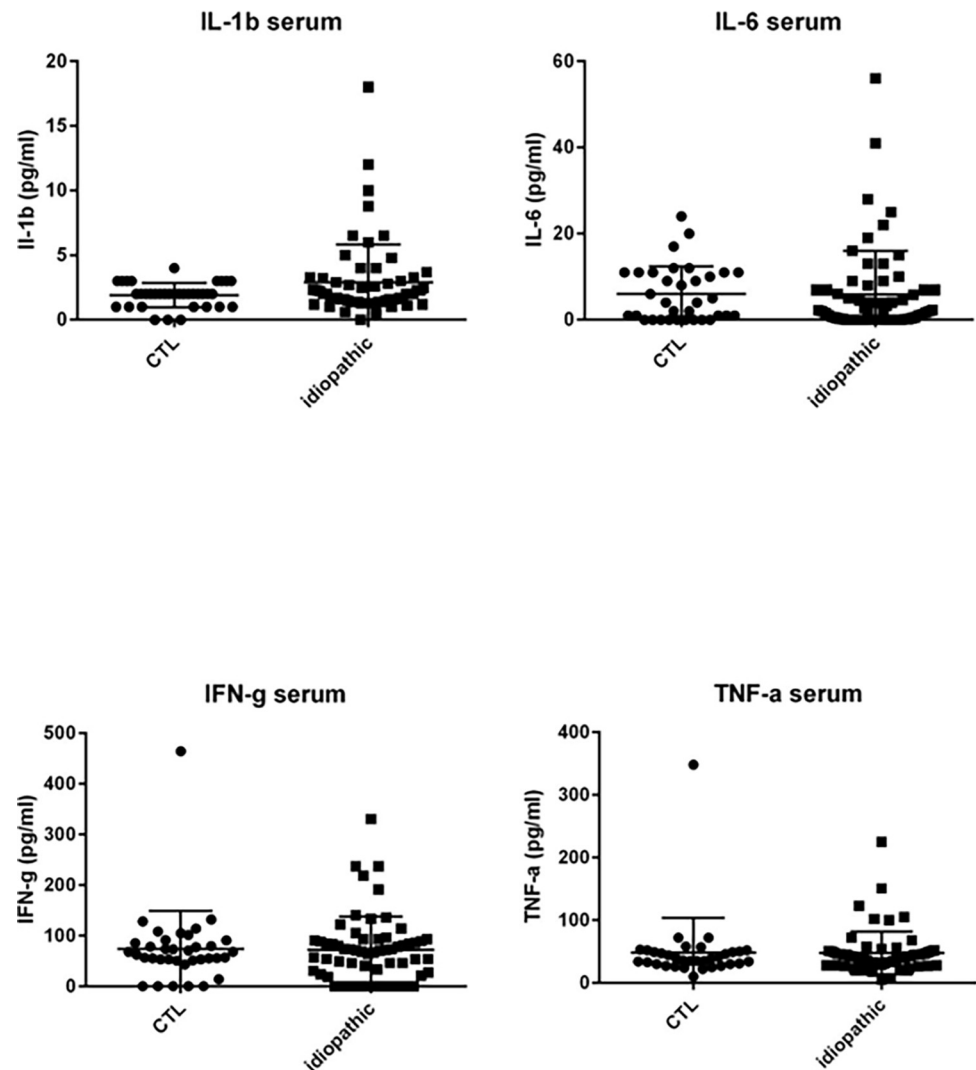 IL-1b serum
20
15
10
5
0
Il-1b (pg/ml)
CTL
idiopathic
IL-6 serum
60
40
20
0
IL-6 (pg/ml)
CTL
idiopathic
IFN-g serum
500
400
300
200
100
0
IFN-g (pg/ml)
CTL
idiopathic
TNF-a serum
400
300
200
100
0
TNF-a (pg/ml)
CTL
idiopathic